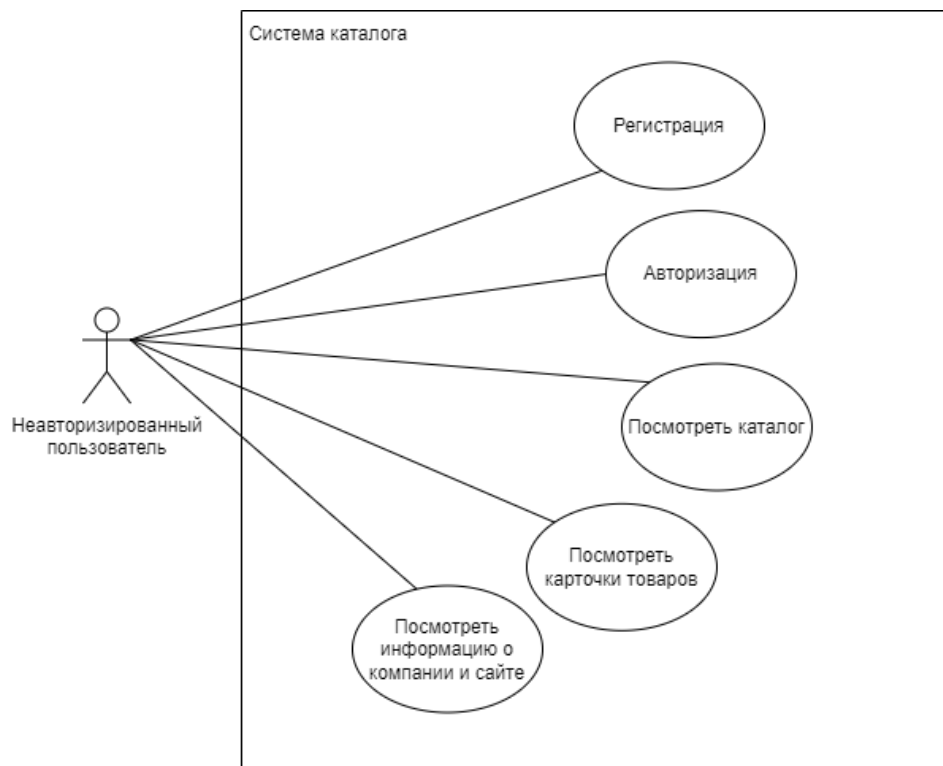 Система каталога
Регистрация
Авторизация
Неавторизированный
пользователь
Посмотреть каталог
Посмотреть
карточки товаров
Посмотреть
информацию о
компании и сайте